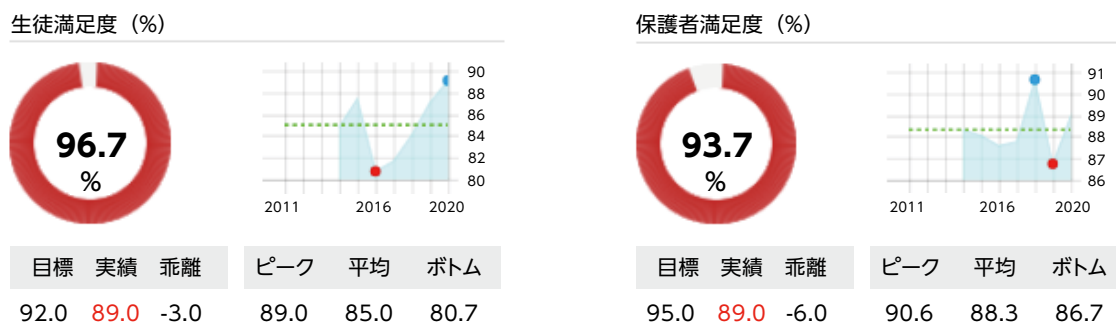 生徒満足度（%）
96.7
%
90
88
86
84
82
80
2011 2016 2020
目標 実績 乖離
92.0 89.0 -3.0
ピーク 平均 ボトム
89.0 85.0 80.7
保護者満足度（%）
93.7
%
91
90
89
88
87
86
2011 2016 2020
目標 実績 乖離
95.0 89.0 -6.0
ピーク 平均 ボトム
90.6 88.3 86.7